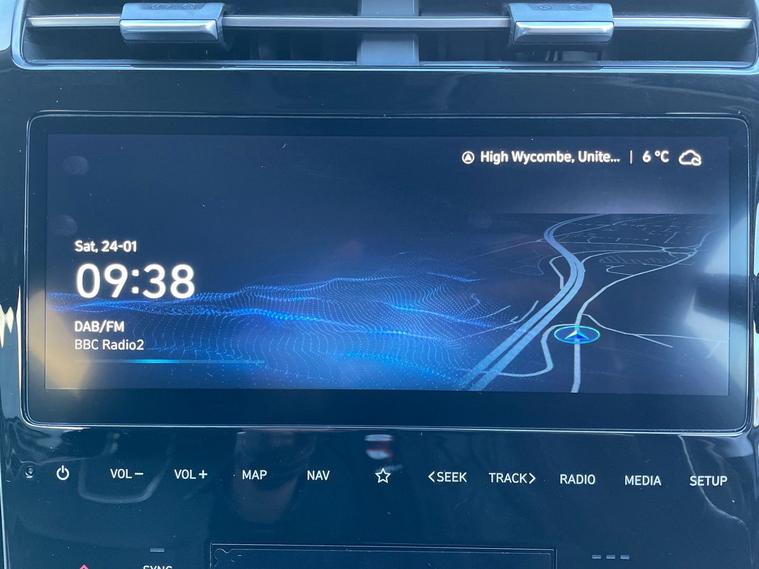 High Wycombe, Unite... | 6 °C
Sat, 24-01
09:38
DAB/FM
BBC Radio2
VOL− VOL+ MAP NAV ☆ <SEEK TRACK> RADIO MEDIA SETUP
SYNC